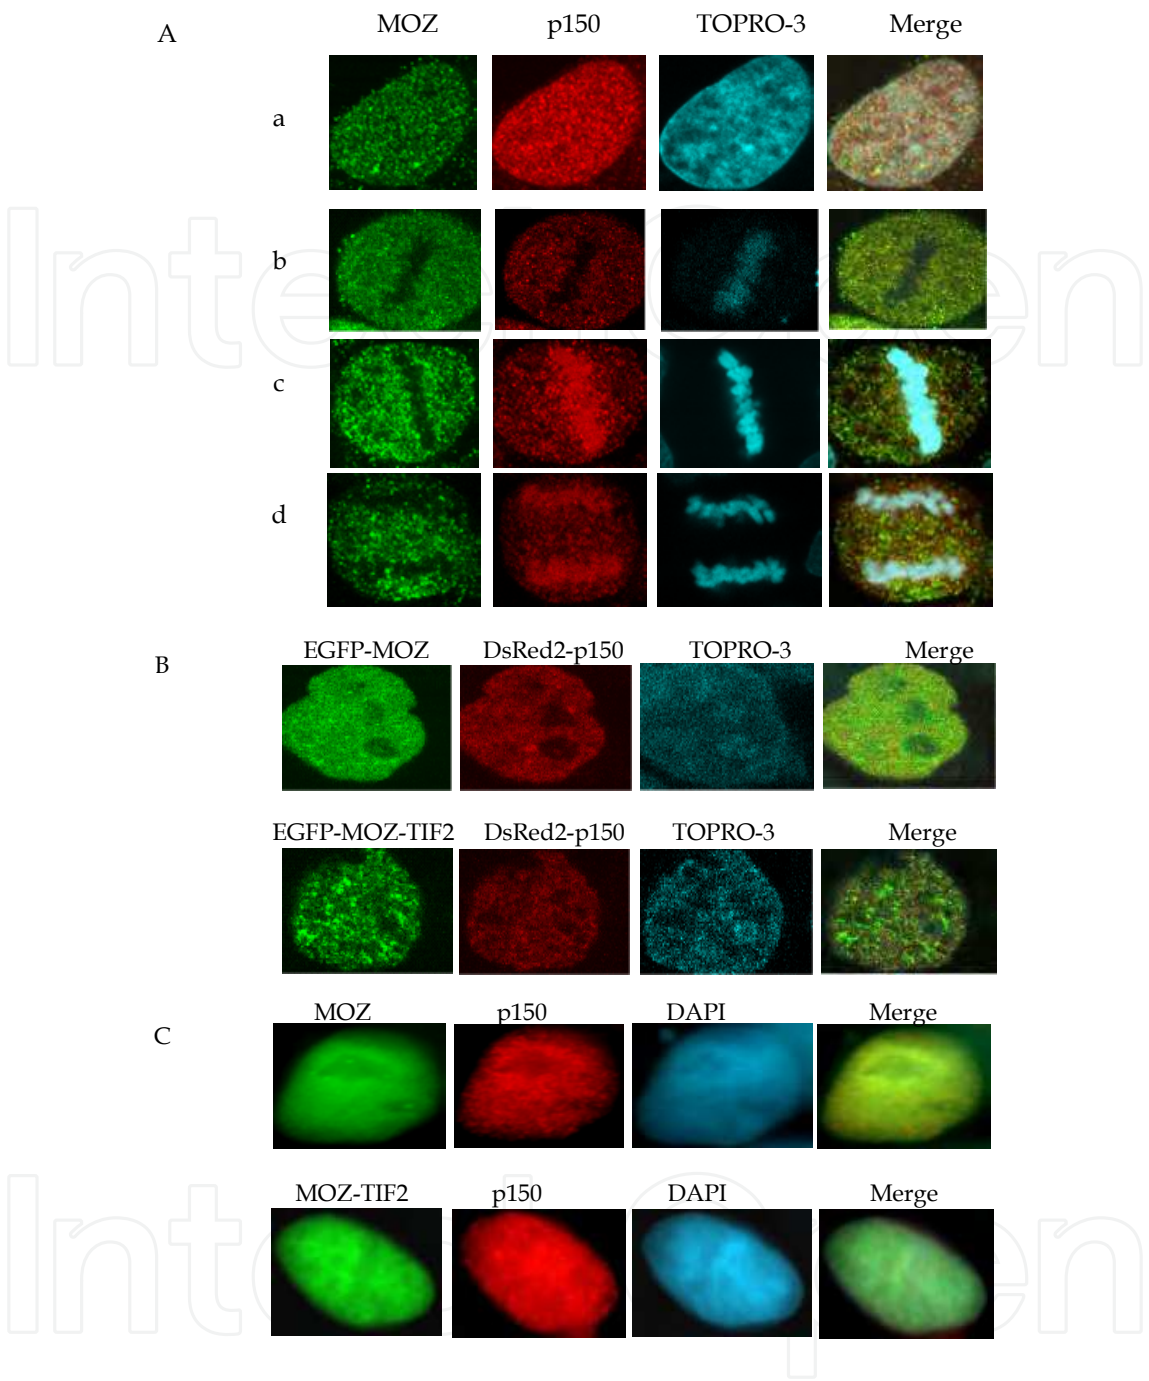 A MOZ p150 TOPRO-3 Merge
a
b
c
d
B EGFP-MOZ DsRed2-p150 TOPRO-3 Merge
EGFP-MOZ-TIF2 DsRed2-p150 TOPRO-3 Merge
C MOZ p150 DAPI Merge
MOZ-TIF2 p150 DAPI Merge